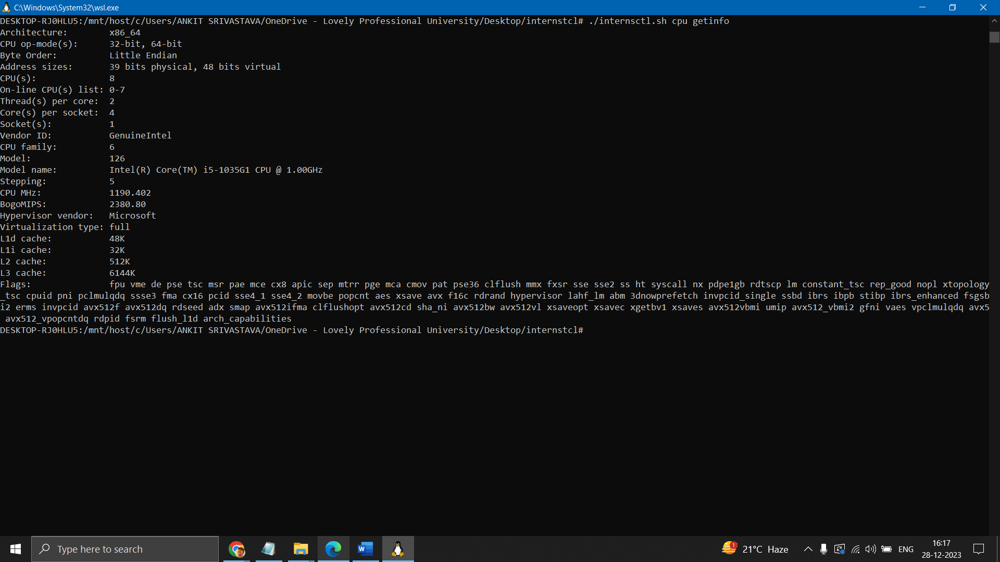 C:\Windows\System32\wsl.exe
DESKTOP-RJ0HLU5:/mnt/host/c/Users/ANKIT SRIVASTAVA/OneDrive - Lovely Professional University/Desktop/internstcl# ./internsctl.sh cpu getinfo
Architecture:        x86_64
CPU op-mode(s):      32-bit, 64-bit
Byte Order:          Little Endian
Address sizes:       39 bits physical, 48 bits virtual
CPU(s):              8
On-line CPU(s) list: 0-7
Thread(s) per core:  2
Core(s) per socket:  4
Socket(s):           1
Vendor ID:           GenuineIntel
CPU family:          6
Model:               126
Model name:          Intel(R) Core(TM) i5-1035G1 CPU @ 1.00GHz
Stepping:            5
CPU MHz:             1190.402
BogoMIPS:            2380.80
Hypervisor vendor:   Microsoft
Virtualization type: full
L1d cache:           48K
L1i cache:           32K
L2 cache:            512K
L3 cache:            6144K
Flags:               fpu vme de pse tsc msr pae mce cx8 apic sep mtrr pge mca cmov pat pse36 clflush mmx fxsr sse sse2 ss ht syscall nx pdpe1gb rdtscp lm constant_tsc rep_good nopl xtopology
_tsc cpuid pni pclmulqdq ssse3 fma cx16 pcid sse4_1 sse4_2 movbe popcnt aes xsave avx f16c rdrand hypervisor lahf_lm abm 3dnowprefetch invpcid_single ssbd ibrs ibpb stibp ibrs_enhanced fsgsb
i2 erms invpcid avx512f avx512dq rdseed adx smap avx512ifma clflushopt avx512cd sha_ni avx512bw avx512vl xsaveopt xsavec xgetbv1 xsaves avx512vbmi umip avx512_vbmi2 gfni vaes vpclmulqdq avx5
avx512_vpopcntdq rdpid fsrm flush_l1d arch_capabilities
DESKTOP-RJ0HLU5:/mnt/host/c/Users/ANKIT SRIVASTAVA/OneDrive - Lovely Professional University/Desktop/internstcl#
Type here to search
1
21°C Haze
ENG
16:17
28-12-2023